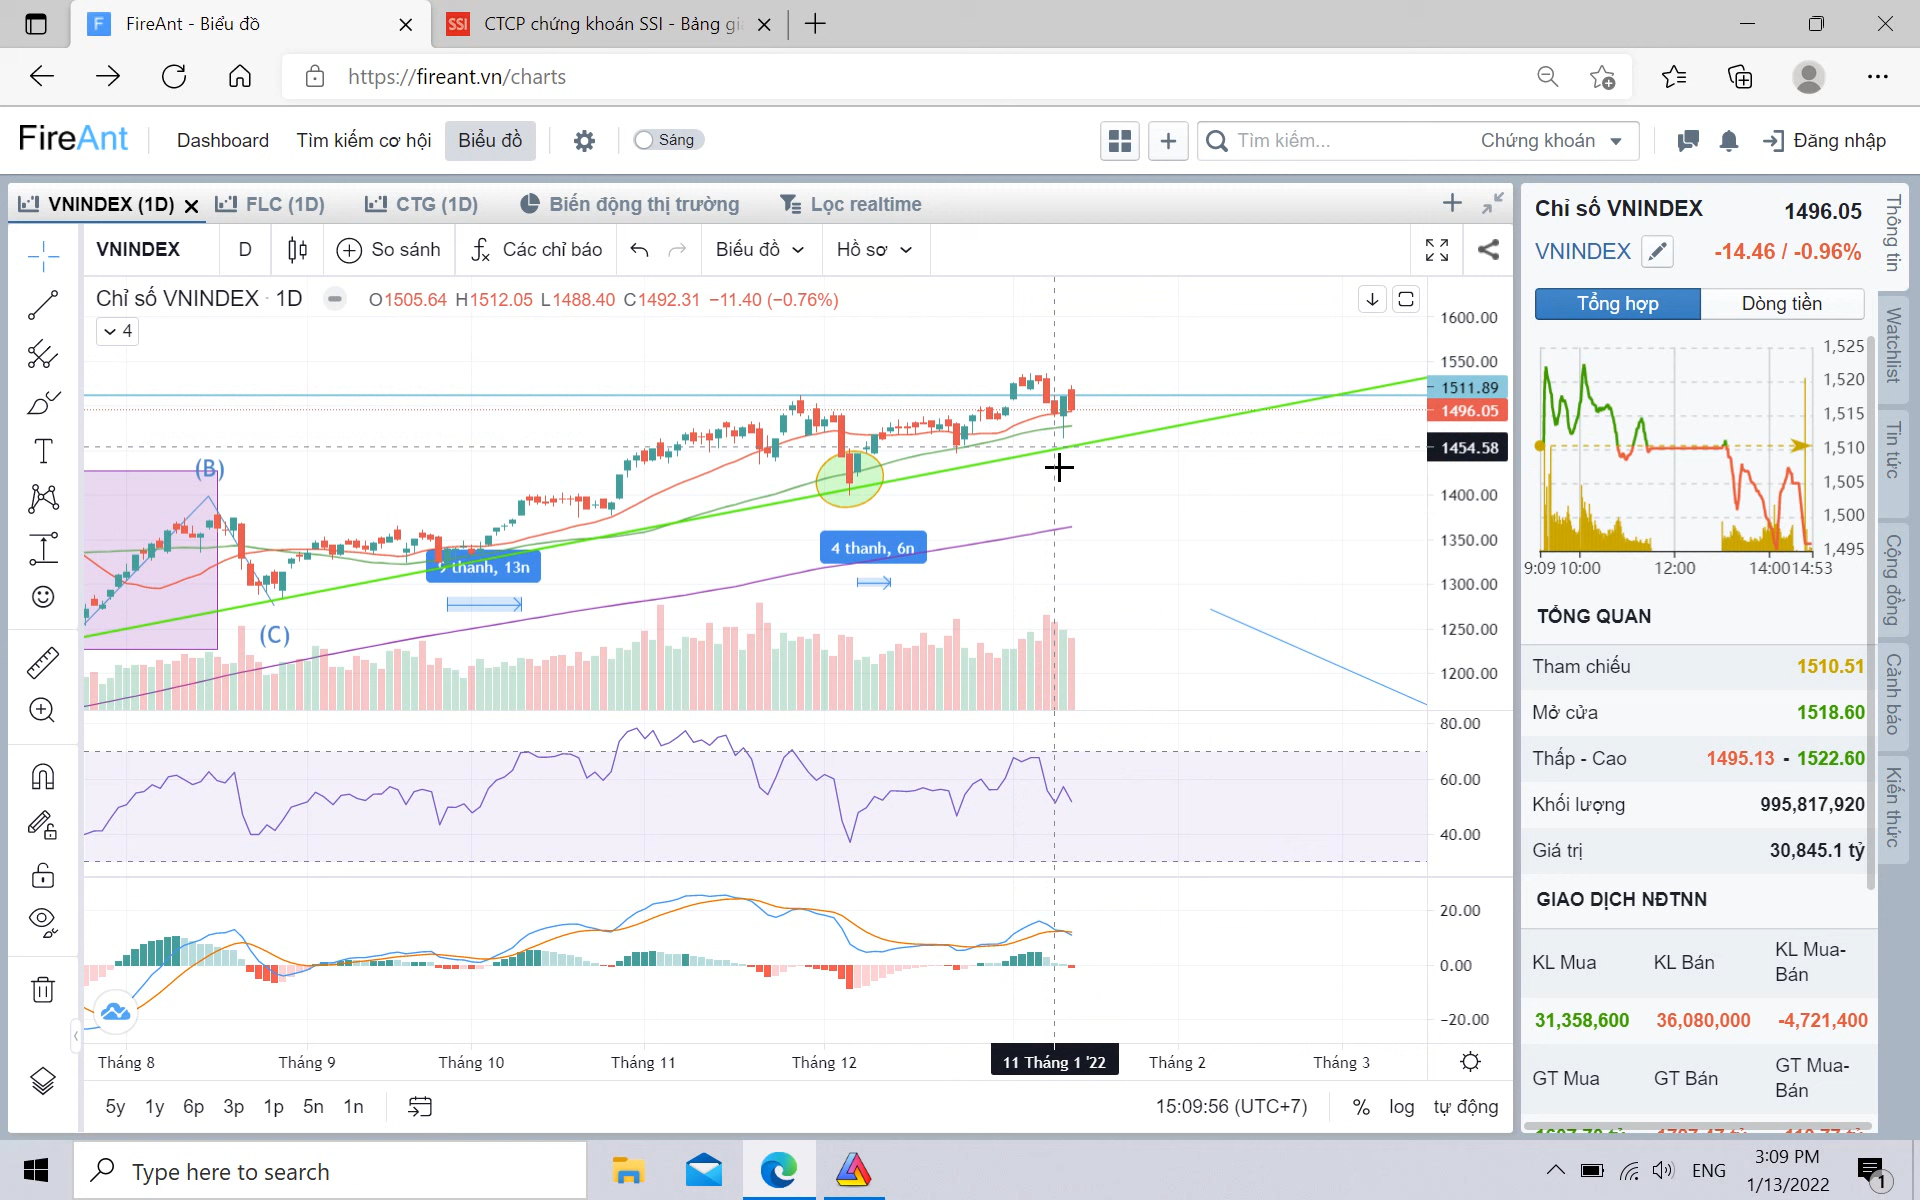 FireAnt - Biểu đồ
SSI CTCP chứng khoán SSI - Bảng gi
https://fireant.vn/charts
FireAnt Dashboard Tìm kiếm cơ hội Biểu đồ Sáng Tìm kiếm... Chứng khoán Đăng nhập
VNINDEX (1D) FLC (1D) CTG (1D) Biến động thị trường Lọc realtime
VNINDEX D So sánh Các chỉ báo Biểu đồ Hồ sơ
Chỉ số VNINDEX · 1D O1505.64 H1512.05 L1488.40 C1492.31 −11.40 (−0.76%)
4
1600.00
1550.00
1511.89
1496.05
1454.58
1400.00
1350.00
1300.00
1250.00
1200.00
(B)
(C)
thanh, 13n
4 thanh, 6n
80.00
60.00
40.00
20.00
0.00
−20.00
Tháng 8 Tháng 9 Tháng 10 Tháng 11 Tháng 12 11 Tháng 1 '22 Tháng 2 Tháng 3
5y 1y 6p 3p 1p 5n 1n 15:09:56 (UTC+7) % log tự động
Chỉ số VNINDEX 1496.05
VNINDEX -14.46 / -0.96%
Tổng hợp Dòng tiền
1,525
1,520
1,515
1,510
1,505
1,500
1,495
9:09 10:00 12:00 14:00 14:53
TỔNG QUAN
Tham chiếu 1510.51
Mở cửa 1518.60
Thấp - Cao 1495.13 - 1522.60
Khối lượng 995,817,920
Giá trị 30,845.1 tỷ
GIAO DỊCH NĐTNN
KL Mua KL Bán KL Mua-Bán
31,358,600 36,080,000 -4,721,400
GT Mua GT Bán GT Mua-Bán
Thông tin
Watchlist
Tin tức
Cộng đồng
Cảnh báo
Kiến thức
Type here to search
ENG
3:09 PM
1/13/2022
1